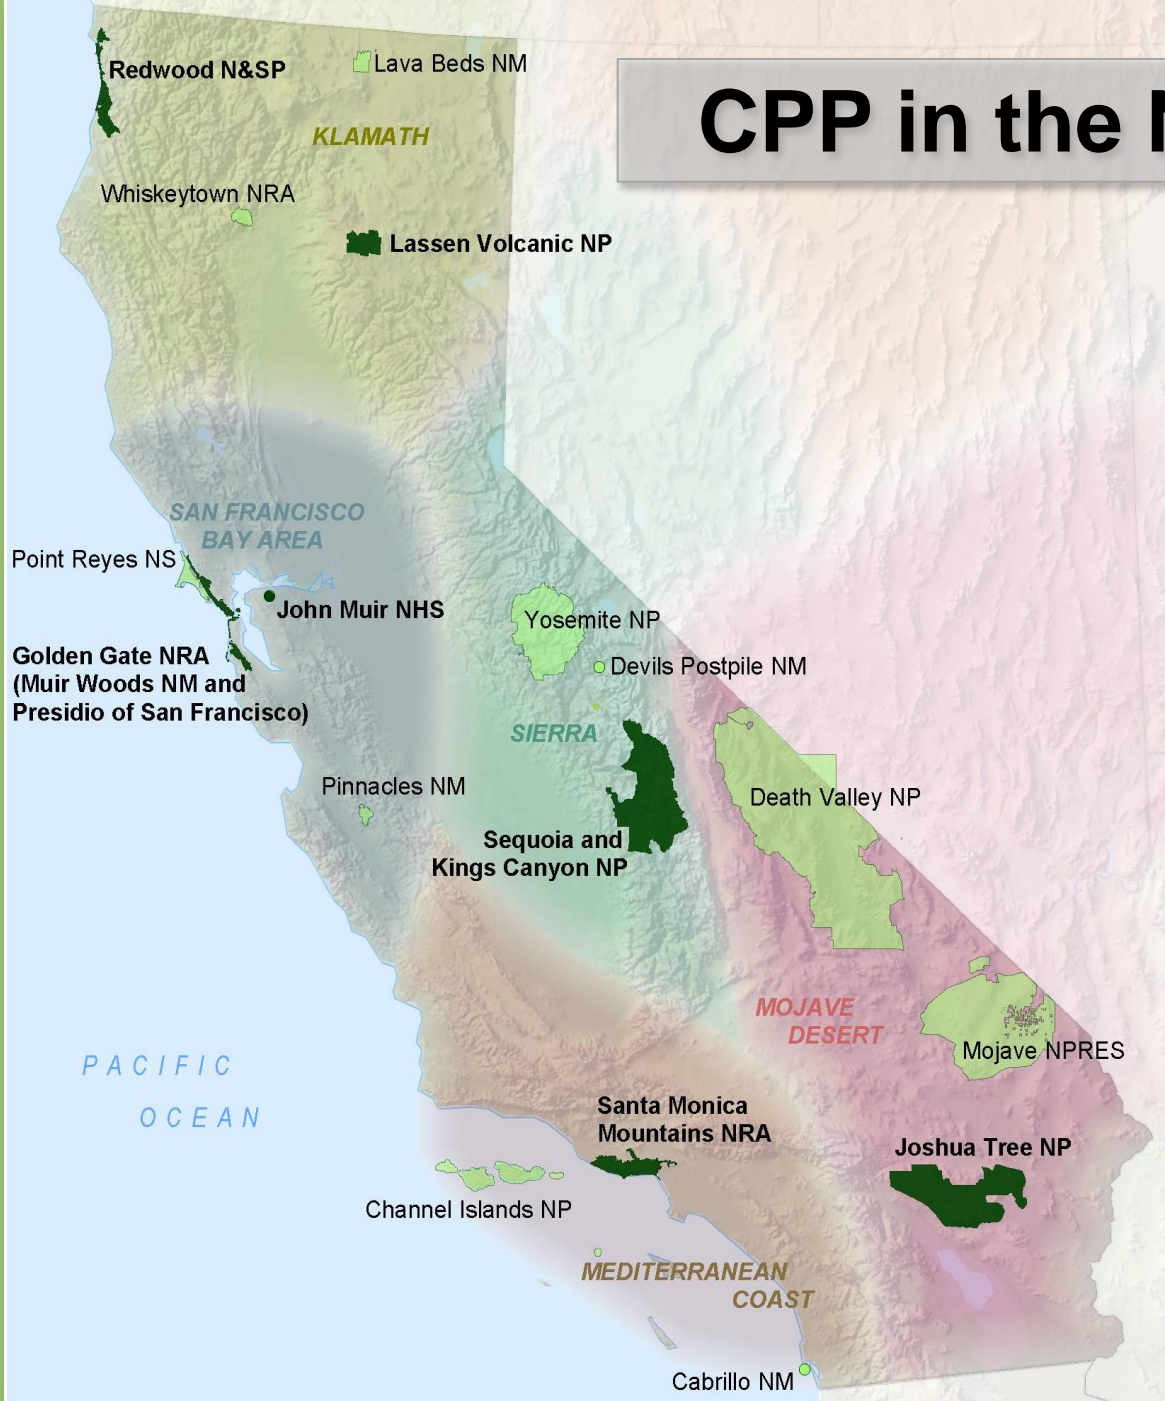 CPP in the
Redwood N&SP
Lava Beds NM
KLAMATH
Whiskeytown NRA
Lassen Volcanic NP
SAN FRANCISCO
BAY AREA
Point Reyes NS
John Muir NHS
Golden Gate NRA
(Muir Woods NM and
Presidio of San Francisco)
Yosemite NP
Devils Postpile NM
SIERRA
Pinnacles NM
Sequoia and
Kings Canyon NP
Death Valley NP
MOJAVE
DESERT
Mojave NPRES
PACIFIC
OCEAN
Santa Monica
Mountains NRA
Joshua Tree NP
Channel Islands NP
MEDITERRANEAN
COAST
Cabrillo NM